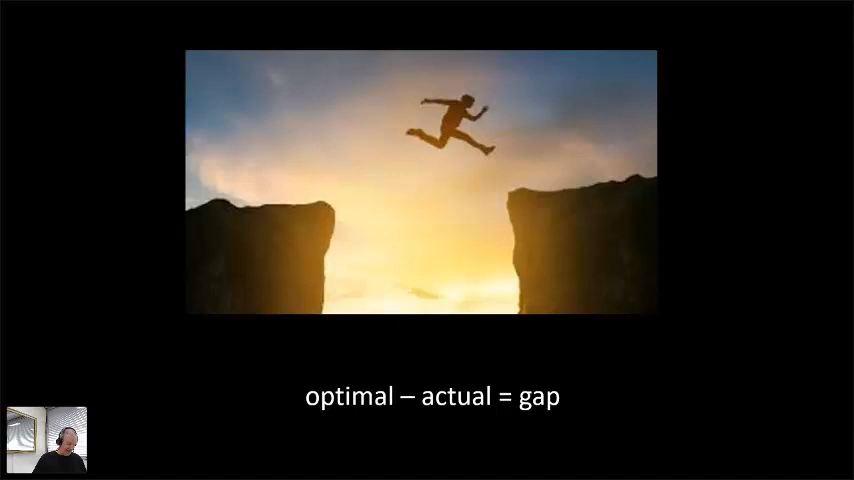 optimal – actual = gap